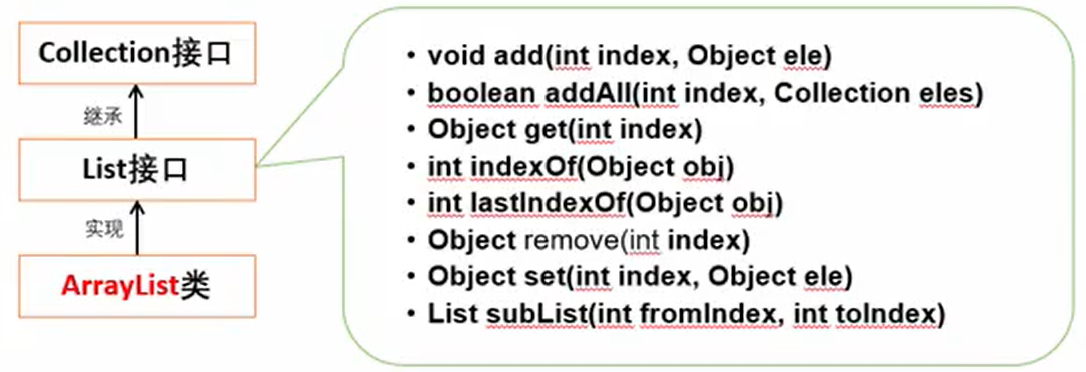 Collection接口
继承
List接口
实现
ArrayList类
• void add(int index, Object ele)
• boolean addAll(int index, Collection eles)
• Object get(int index)
• int indexOf(Object obj)
• int lastIndexOf(Object obj)
• Object remove(int index)
• Object set(int index, Object ele)
• List subList(int fromIndex, int toIndex)